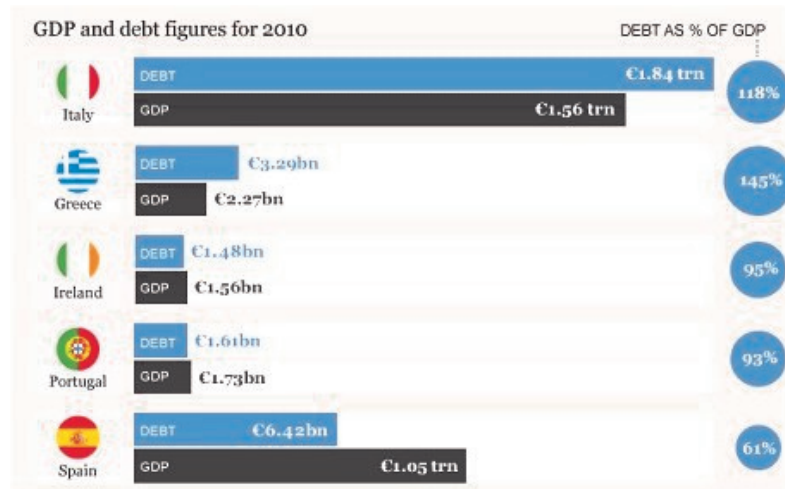 GDP and debt figures for 2010
DEBT AS % OF GDP
DEBT €1.84 trn
118%
GDP €1.56 trn
Italy
DEBT €3.29bn
145%
GDP €2.27bn
Greece
DEBT €1.48bn
95%
GDP €1.56bn
Ireland
DEBT €1.61bn
93%
GDP €1.73bn
Portugal
DEBT €6.42bn
61%
GDP €1.05 trn
Spain